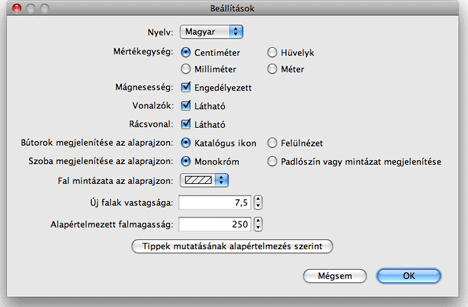 Beállítások
Nyelv: Magyar
Mértékegység: Centiméter Hüvelyk
Milliméter Méter
Mágnesesség: Engedélyezett
Vonalzók: Látható
Rácsvonal: Látható
Bútorok megjelenítése az alaprajzon: Katalógus ikon Felülnézet
Szoba megjelenítése az alaprajzon: Monokróm Padlószín vagy mintázat megjelenítése
Fal mintázata az alaprajzon:
Új falak vastagsága: 7,5
Alapértelmezett falmagasság: 250
Tippek mutatásának alapértelmezés szerint
Mégsem OK